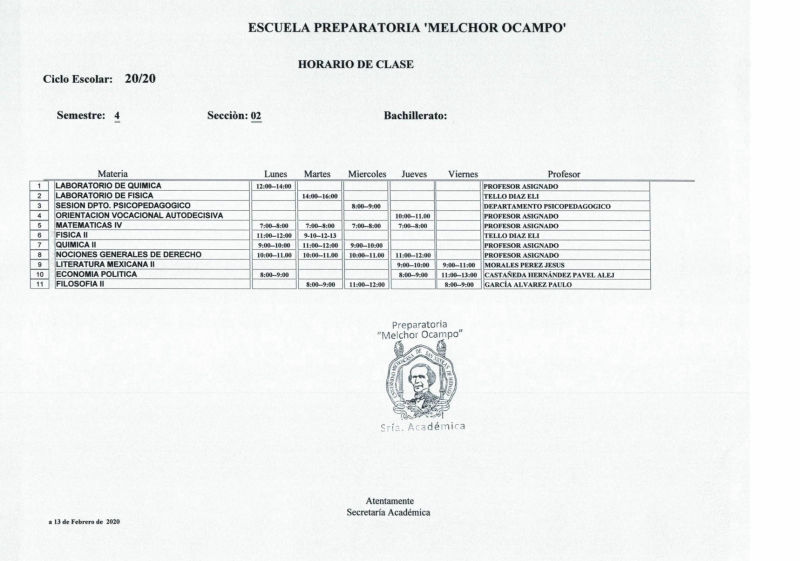 ESCUELA PREPARATORIA 'MELCHOR OCAMPO'
HORARIO DE CLASE
Ciclo Escolar: 20/20
Semestre: 4 Secciòn: 02 Bachillerato:
Materia Lunes Martes Miercoles Jueves Viernes Profesor
1 LABORATORIO DE QUIMICA 12:00--14:00 PROFESOR ASIGNADO
2 LABORATORIO DE FISICA 14:00--16:00 TELLO DIAZ ELI
3 SESION DPTO. PSICOPEDAGOGICO 8:00--9:00 DEPARTAMENTO PSICOPEDAGOGICO
4 ORIENTACION VOCACIONAL AUTODECISIVA 10:00--11.00 PROFESOR ASIGNADO
5 MATEMATICAS IV 7:00--8:00 7:00--8:00 7:00--8:00 7:00--8:00 PROFESOR ASIGNADO
6 FISICA II 11:00--12:00 9-10--12-13 TELLO DIAZ ELI
7 QUIMICA II 9:00--10:00 11:00--12:00 9:00--10:00 PROFESOR ASIGNADO
8 NOCIONES GENERALES DE DERECHO 10:00--11.00 10:00--11.00 10:00--11.00 11:00--12:00 PROFESOR ASIGNADO
9 LITERATURA MEXICANA II 9:00--10:00 9:00--11:00 MORALES PEREZ JESUS
10 ECONOMIA POLITICA 8:00--9:00 8:00--9:00 11:00--13:00 CASTAÑEDA HERNÁNDEZ PAVEL ALEJ
11 FILOSOFIA II 8:00--9:00 11:00--12:00 8:00--9:00 GARCÍA ALVAREZ PAULO
Preparatoria
"Melchor Ocampo"
Sría. Académica
Atentamente
Secretaría Académica
a 13 de Febrero de 2020